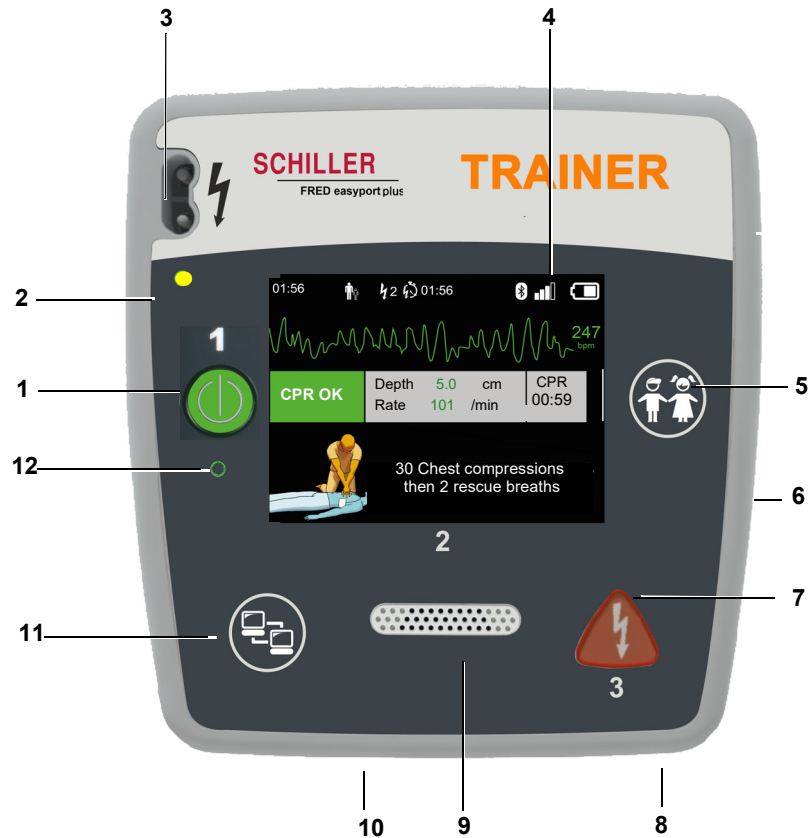 3
4
SCHILLER
FRED easyport plus
TRAINER
2
01:56
2
01:56
247
bpm
1
1
CPR OK
Depth 5.0 cm
Rate 101 /min
CPR
00:59
5
12
30 Chest compressions
then 2 rescue breaths
6
2
7
11
3
10
9
8